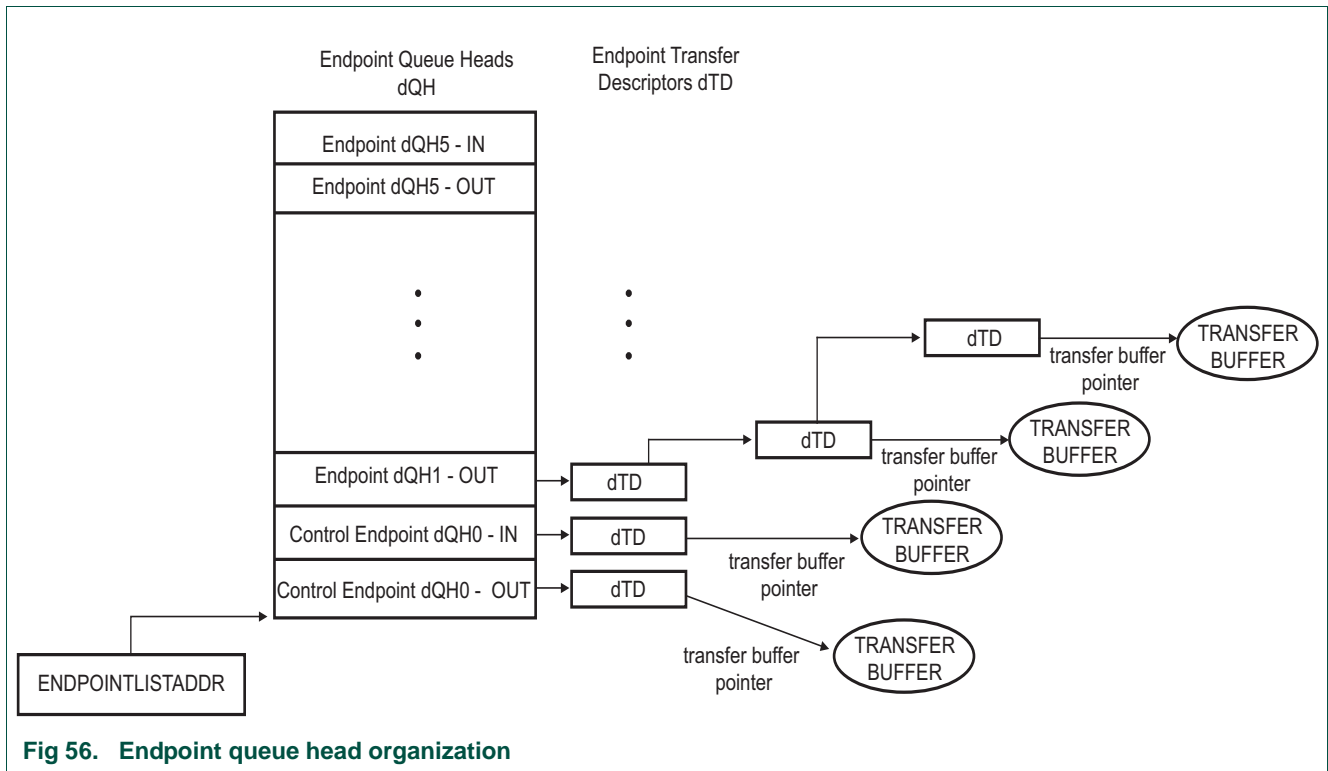 Endpoint Queue Heads
dQH
Endpoint Transfer
Descriptors dTD
Endpoint dQH5 - IN
Endpoint dQH5 - OUT
dTD
transfer buffer
pointer
TRANSFER
BUFFER
dTD
transfer buffer
pointer
TRANSFER
BUFFER
Endpoint dQH1 - OUT
dTD
Control Endpoint dQH0 - IN
dTD
transfer buffer
pointer
TRANSFER
BUFFER
Control Endpoint dQH0 - OUT
dTD
transfer buffer
pointer
TRANSFER
BUFFER
ENDPOINTLISTADDR
Fig 56. Endpoint queue head organization